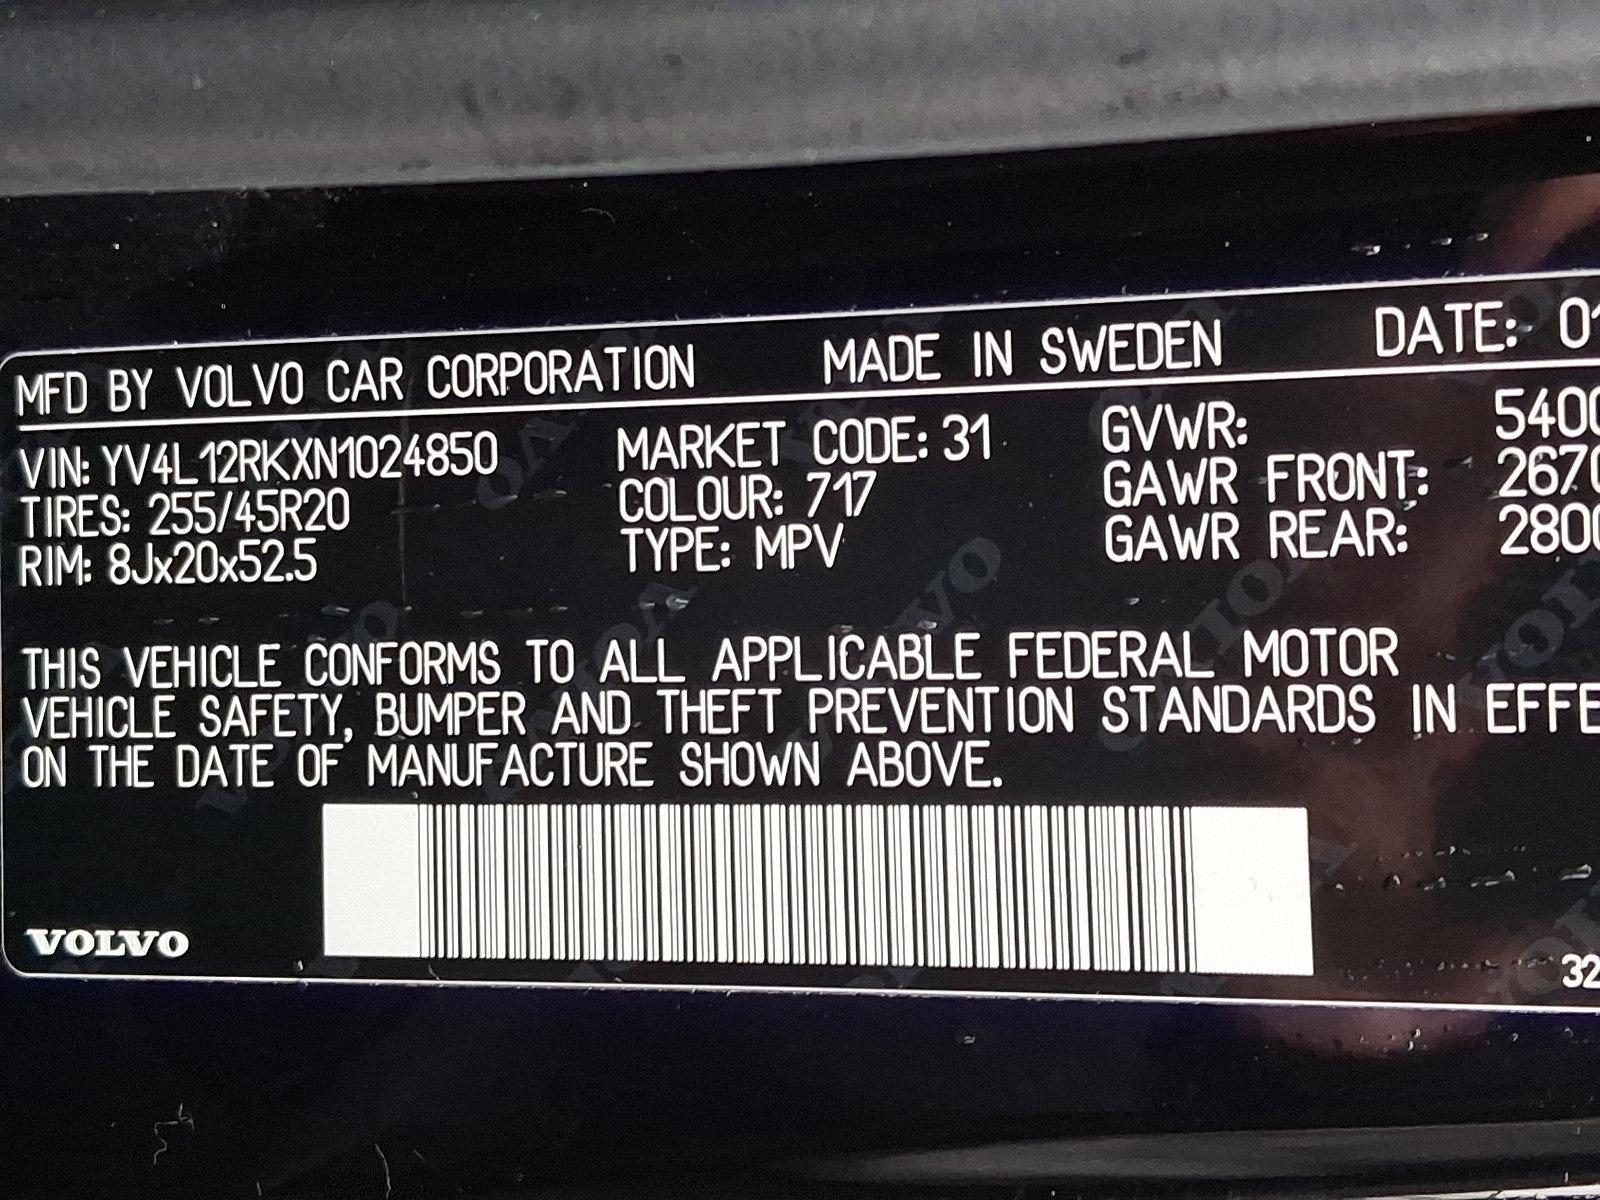 MFD BY VOLVO CAR CORPORATION MADE IN SWEDEN DATE: 01
VIN: YV4L12RKXN1024850 MARKET CODE: 31 GVWR: 5400
TIRES: 255/45R20 COLOUR: 717 GAWR FRONT: 2670
RIM: 8Jx20x52.5 TYPE: MPV GAWR REAR: 2800
THIS VEHICLE CONFORMS TO ALL APPLICABLE FEDERAL MOTOR
VEHICLE SAFETY, BUMPER AND THEFT PREVENTION STANDARDS IN EFFE
ON THE DATE OF MANUFACTURE SHOWN ABOVE.
VOLVO
32